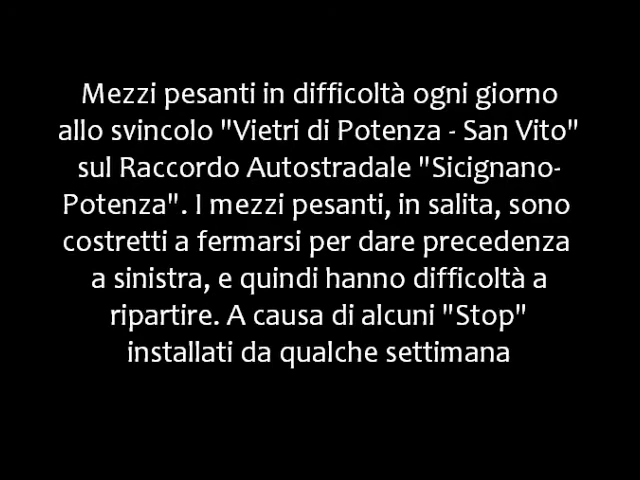 Mezzi pesanti in difficoltà ogni giorno
allo svincolo "Vietri di Potenza - San Vito"
sul Raccordo Autostradale "Sicignano-
Potenza". I mezzi pesanti, in salita, sono
costretti a fermarsi per dare precedenza
a sinistra, e quindi hanno difficoltà a
ripartire. A causa di alcuni "Stop"
installati da qualche settimana